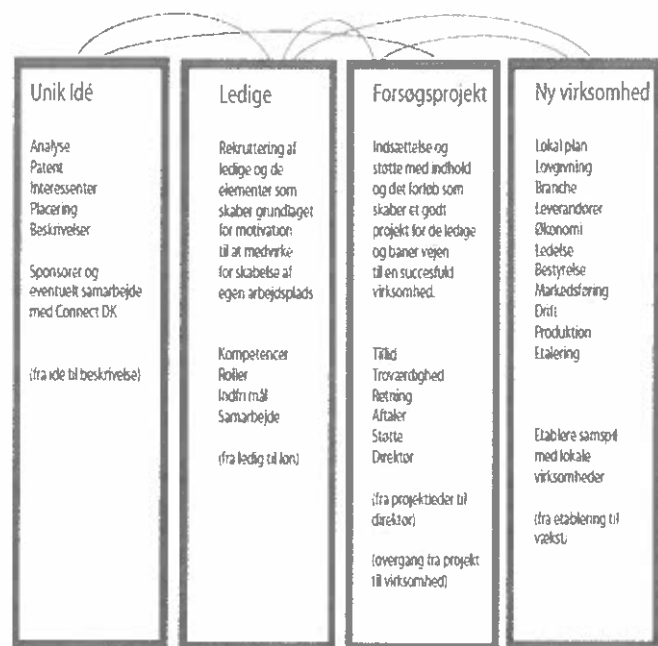 Unik Idé
Analyse
Patent
Interessenter
Placering
Beskrivelser
Sponsorer og
eventuelt samarbejde
med Connect DK
(fra ide til beskrivelse)
Ledige
Rekruttering af
ledige og de
elementer som
skaber grundlaget
for motivation
til at medvirke
for skabelse af
egen arbejdsplads
Kompetencer
Roller
Indfri mål
Samarbejde
(fra ledig til løn)
Forsøgsprojekt
Indsættelse og
støtte med indhold
og det forløb som
skaber et godt
projekt for de ledige
og baner vejen
til en succesfuld
virksomhed.
Tillid
Troværdighed
Retning
Aftaler
Støtte
Direktør
(fra projektleder til
direktør)
(overgang fra projekt
til virksomhed)
Ny virksomhed
Lokal plan
Lovgivning
Branche
Leverandører
Økonomi
Ledelse
Bestyrelse
Markedsføring
Drift
Produktion
Etalering
Etablere samspil
med lokale
virksomheder
(fra etablering til
vækst)